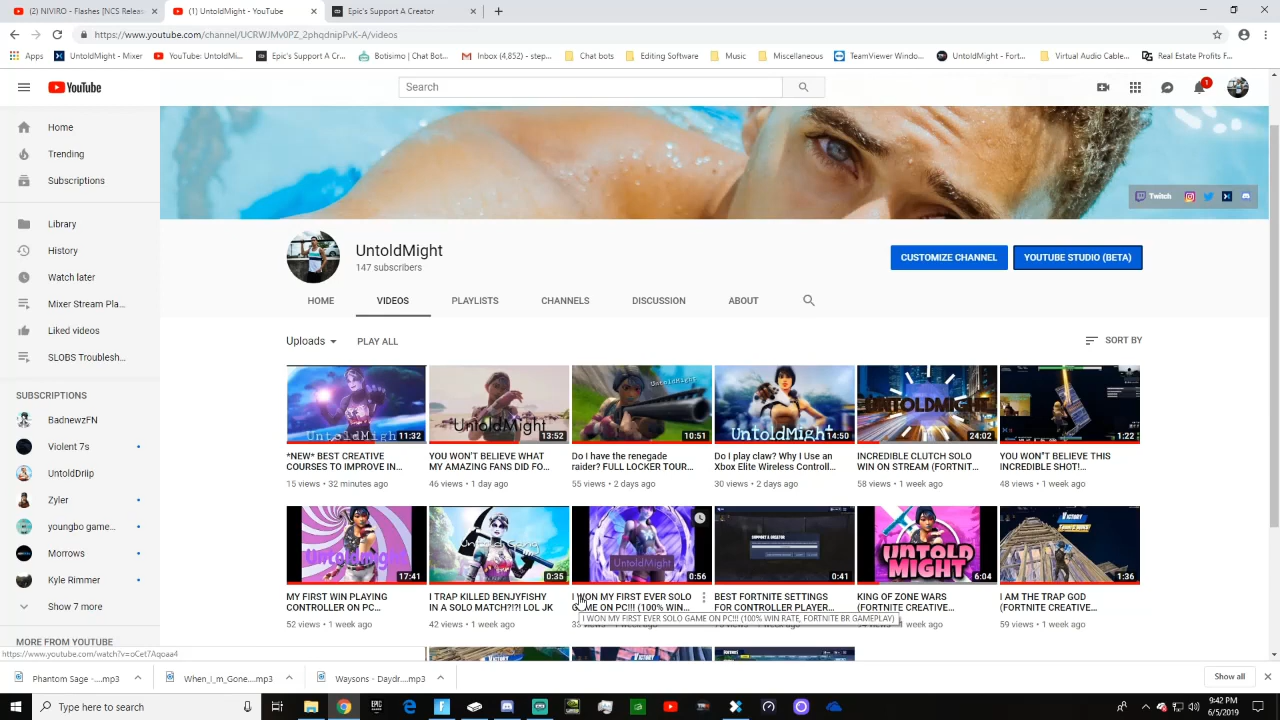 (2) NIVIRO - Flashes [NCS Releas
(1) UntoldMight - YouTube
Epic's Support A Creator
https://www.youtube.com/channel/UCRWJMv0PZ_2phqdnipPvK-A/videos
Apps
UntoldMight - Mixer
YouTube: UntoldMi...
Epic's Support A Cre...
Botisimo | Dashbo...
Inbox (4,852) - step...
Chat bots
Editing Software
Music
Miscellaneous
TeamViewer Windo...
UntoldMight - Fort...
Virtual Audio Cable...
Real Estate Profits F...
YouTube
Search
1
Home
Trending
Subscriptions
Library
History
Watch later
Mixer Stream Pla...
Liked videos
SLOBS Troublesh...
SUBSCRIPTIONS
BadnewzFN
Violent 7s
UntoldDriip
Zyler
youngbo game...
Morrows
Kyle Rimmer
Show 7 more
MORE FROM YOUTUBE
Twitch
UntoldMight
147 subscribers
CUSTOMIZE CHANNEL
YOUTUBE STUDIO (BETA)
HOME
VIDEOS
PLAYLISTS
CHANNELS
DISCUSSION
ABOUT
Uploads
PLAY ALL
SORT BY
UntoldMight
11:32
UntoldMight
13:52
UntoldMight
10:51
UntoldMight
14:50
UNTOLDMIGHT
24:02
1:22
*NEW* BEST CREATIVE
COURSES TO IMPROVE IN...
15 views • 32 minutes ago
YOU WON'T BELIEVE WHAT
MY AMAZING FANS DID FO...
46 views • 1 day ago
Do I have the renegade
raider? FULL LOCKER TOUR...
55 views • 2 days ago
Do I play claw? Why I Use an
Xbox Elite Wireless Controll...
30 views • 2 days ago
INCREDIBLE CLUTCH SOLO
WIN ON STREAM (FORTNIT...
58 views • 1 week ago
YOU WON"T BELIEVE THIS
INCREDIBLE SHOT!...
48 views • 1 week ago
UNTOLDMIGHT
17:41
0:35
UntoldMight
0:56
SUPPORT A CREATOR
0:41
UNTOLD
MIGHT
6:04
VICTORY
1:36
MY FIRST WIN PLAYING
CONTROLLER ON PC...
52 views • 1 week ago
I TRAP KILLED BENJYFISHY
IN A SOLO MATCH?!?! LOL JK
42 views • 1 week ago
I WON MY FIRST EVER SOLO
GAME ON PC!!! (100% WIN...
BEST FORTNITE SETTINGS
FOR CONTROLLER PLAYER...
KING OF ZONE WARS
(FORTNITE CREATIVE...
I AM THE TRAP GOD
(FORTNITE CREATIVE...
59 views • 1 week ago
I WON MY FIRST EVER SOLO GAME ON PC!!! (100% WIN RATE, FORTNITE BR GAMEPLAY)
https://www.youtube.com/watch?v=oCet7Aqoaa4
Phantom Sage - ....mp3
When_I_m_Gone....mp3
Waysons - Daydr....mp3
Show all
Type here to search
9:42 PM
6/5/2019